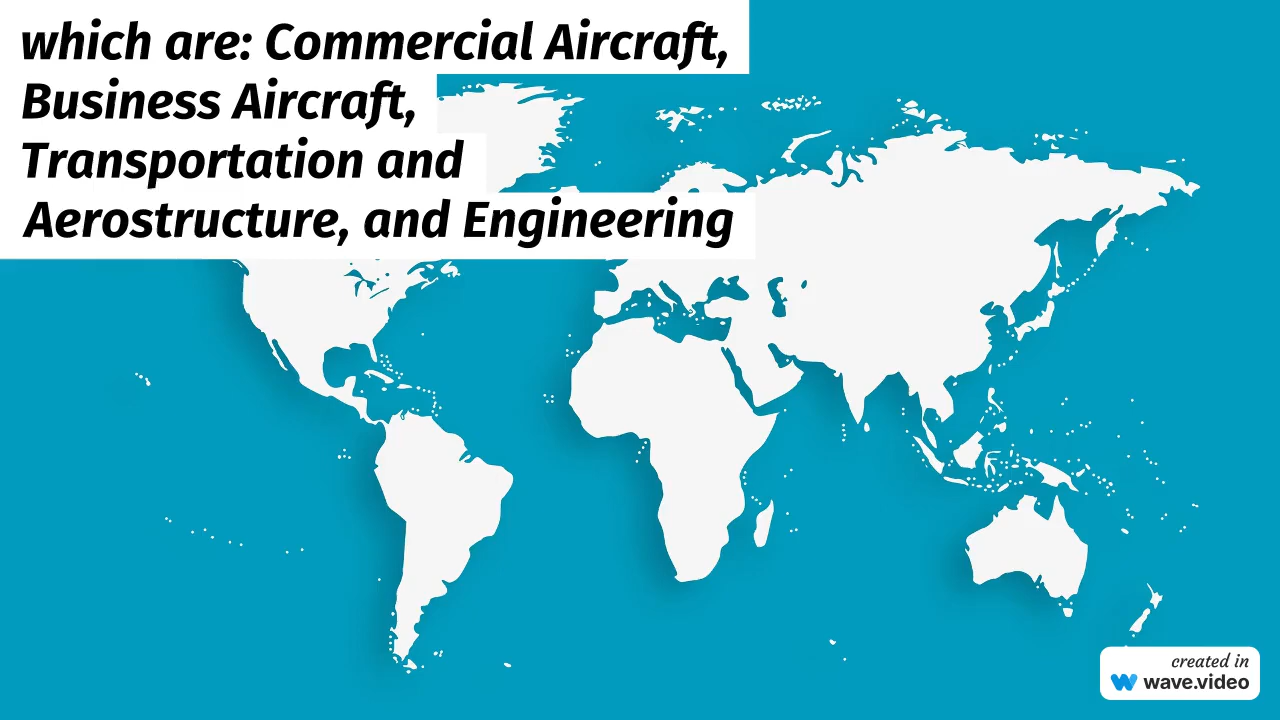 which are: Commercial Aircraft,
Business Aircraft,
Transportation and
Aerostructure, and Engineering
created in
wave.video